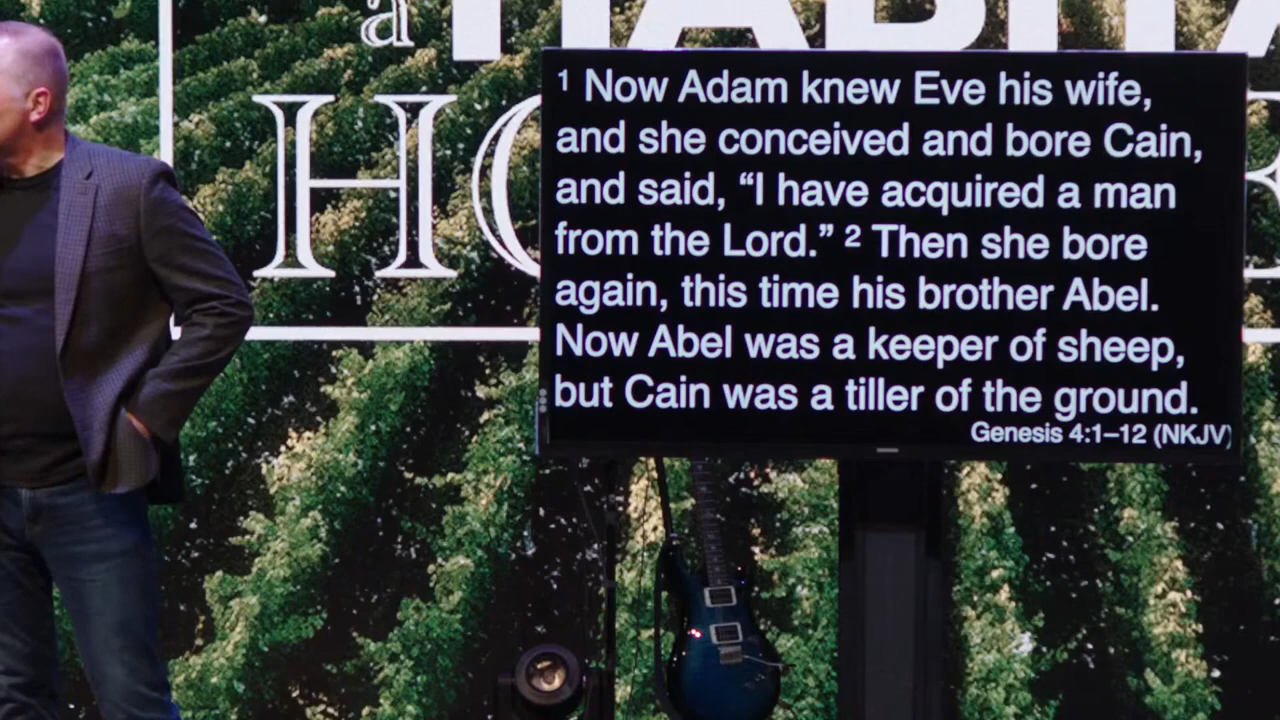 a
¹ Now Adam knew Eve his wife,
and she conceived and bore Cain,
and said, “I have acquired a man
from the Lord.” ² Then she bore
again, this time his brother Abel.
Now Abel was a keeper of sheep,
but Cain was a tiller of the ground.
Genesis 4:1–12 (NKJV)